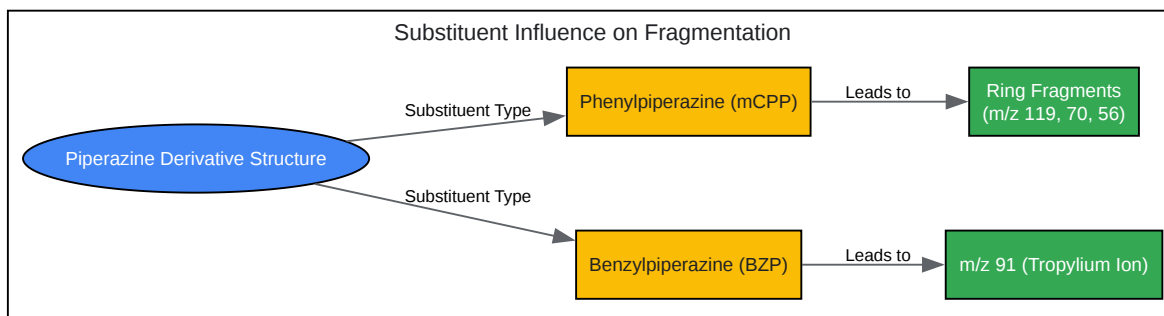 Substituent Influence on Fragmentation
Piperazine Derivative Structure
Substituent Type
Phenylpiperazine (mCPP)
Leads to
Ring Fragments
(m/z 119, 70, 56)
Substituent Type
Benzylpiperazine (BZP)
Leads to
m/z 91 (Tropylium Ion)